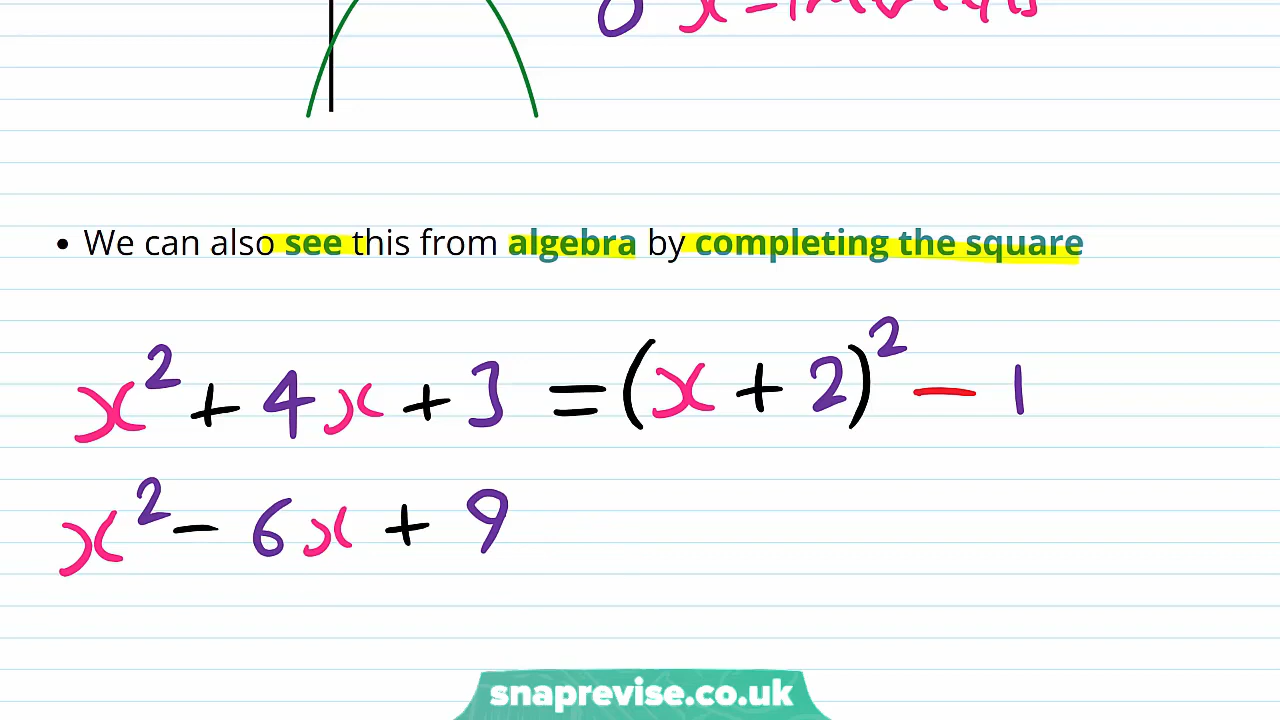 • We can also see this from algebra by completing the square
x² + 4x + 3 = (x + 2)² − 1
x² − 6x + 9
snaprevise.co.uk